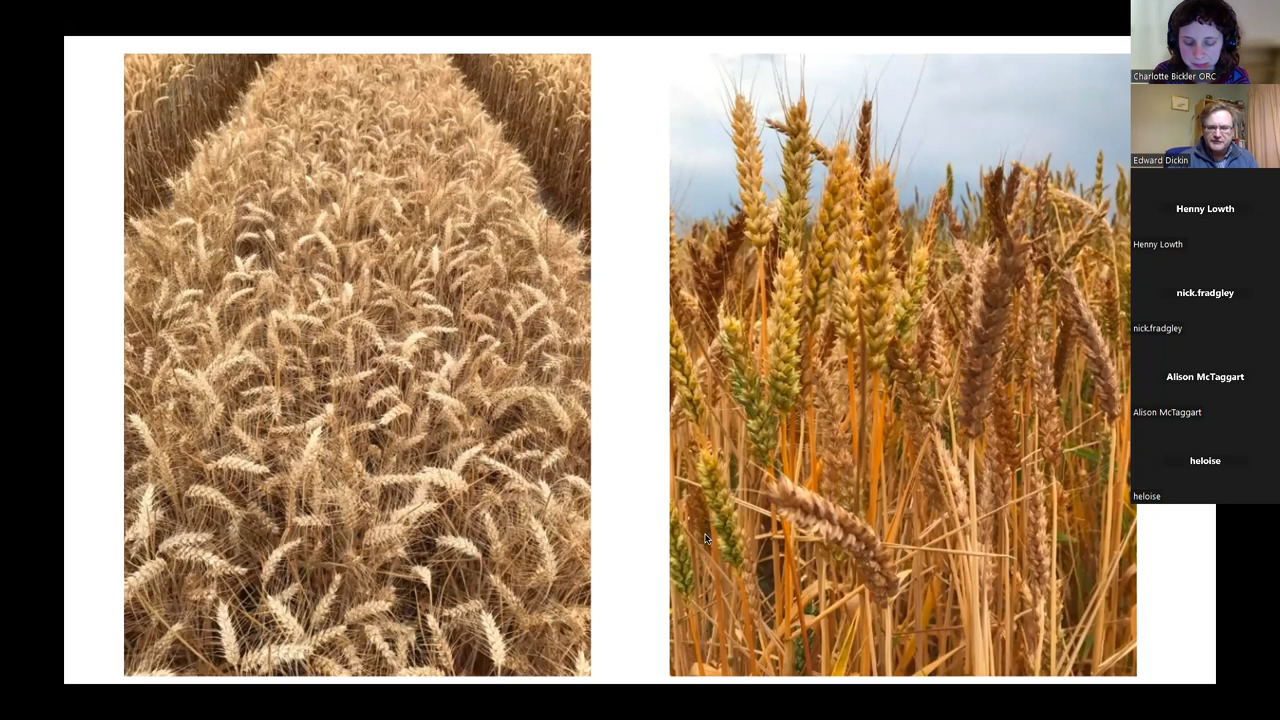 Charlotte Bickler ORC
Edward Dickin
Henny Lowth
Henny Lowth
nick.fradgley
nick.fradgley
Alison McTaggart
Alison McTaggart
heloise
heloise